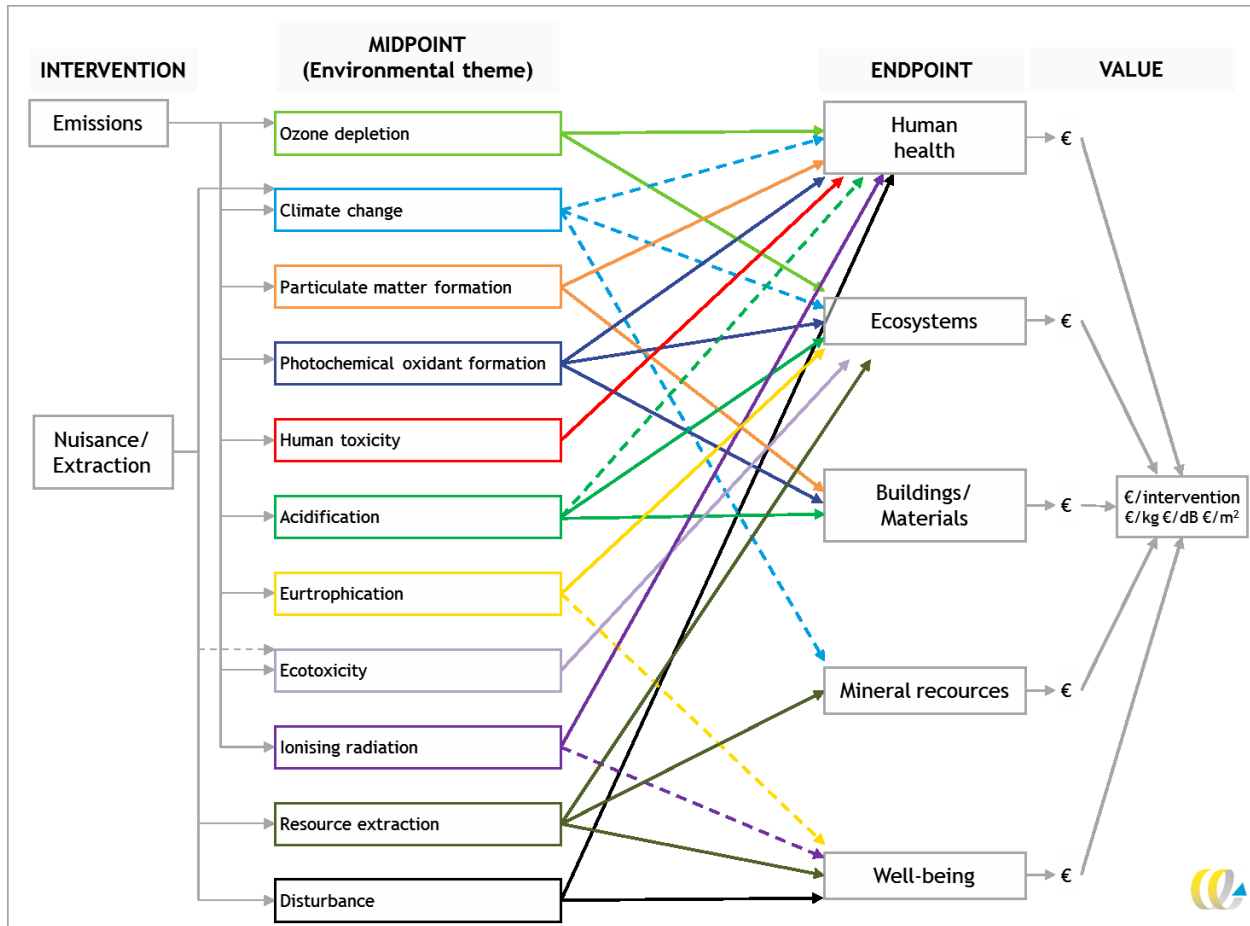 INTERVENTION
MIDPOINT
(Environmental theme)
ENDPOINT
VALUE
Emissions
Nuisance/
Extraction
Ozone depletion
Climate change
Particulate matter formation
Photochemical oxidant formation
Human toxicity
Acidification
Eurtrophication
Ecotoxicity
Ionising radiation
Resource extraction
Disturbance
Human
health
€
Ecosystems
€
Buildings/
Materials
€
Mineral recources
€
Well-being
€
€/intervention
€/kg €/dB €/m²